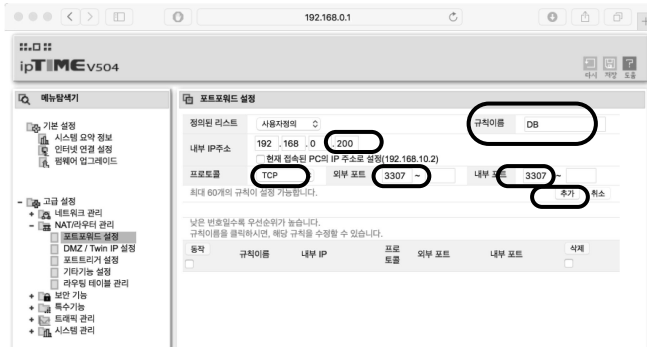 192.168.0.1
ipTIME V504
다시 저장 도움
메뉴탐색기
기본 설정
시스템 요약 정보
인터넷 연결 설정
펌웨어 업그레이드
고급 설정
네트워크 관리
NAT/라우터 관리
포트포워드 설정
DMZ / Twin IP 설정
포트트리거 설정
기타기능 설정
라우팅 테이블 관리
보안 기능
특수기능
트래픽 관리
시스템 관리
포트포워드 설정
정의된 리스트 사용자정의 규칙이름 DB
내부 IP주소 192 .168 .0 .200
현재 접속된 PC의 IP 주소로 설정(192.168.10.2)
프로토콜 TCP 외부 포트 3307 ~ 내부 포트 3307 ~
최대 60개의 규칙이 설정 가능합니다. 추가 취소
낮은 번호일수록 우선순위가 높습니다.
규칙이름을 클릭하시면, 해당 규칙을 수정할 수 있습니다.
동작 규칙이름 내부 IP 프로토콜 외부 포트 내부 포트 삭제